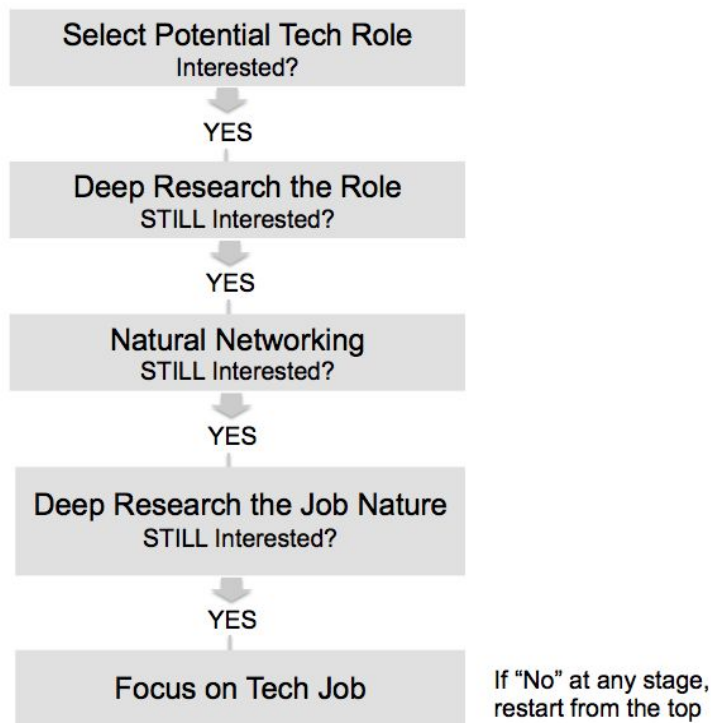 Select Potential Tech Role
Interested?
YES
Deep Research the Role
STILL Interested?
YES
Natural Networking
STILL Interested?
YES
Deep Research the Job Nature
STILL Interested?
YES
Focus on Tech Job
If “No” at any stage,
restart from the top